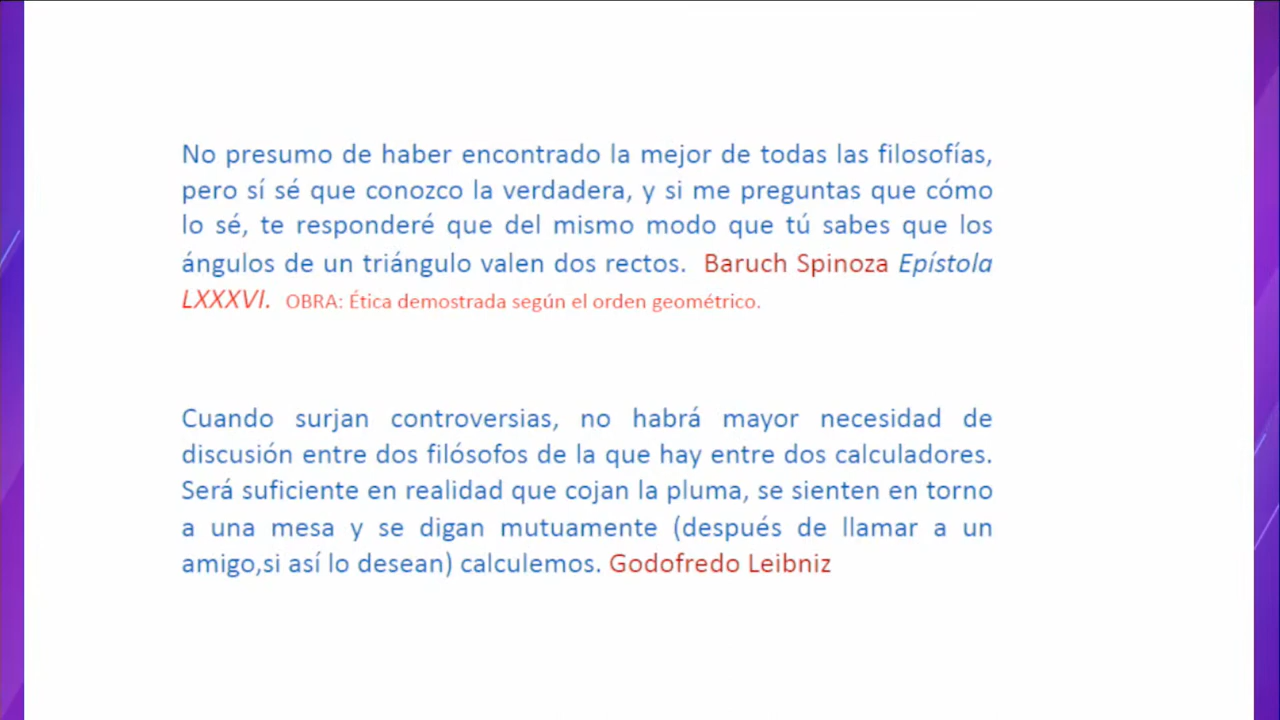 No presumo de haber encontrado la mejor de todas las filosofías,
pero sí sé que conozco la verdadera, y si me preguntas que cómo
lo sé, te responderé que del mismo modo que tú sabes que los
ángulos de un triángulo valen dos rectos. Baruch Spinoza Epístola
LXXXVI. OBRA: Ética demostrada según el orden geométrico.
Cuando surjan controversias, no habrá mayor necesidad de
discusión entre dos filósofos de la que hay entre dos calculadores.
Será suficiente en realidad que cojan la pluma, se sienten en torno
a una mesa y se digan mutuamente (después de llamar a un
amigo,si así lo desean) calculemos. Godofredo Leibniz